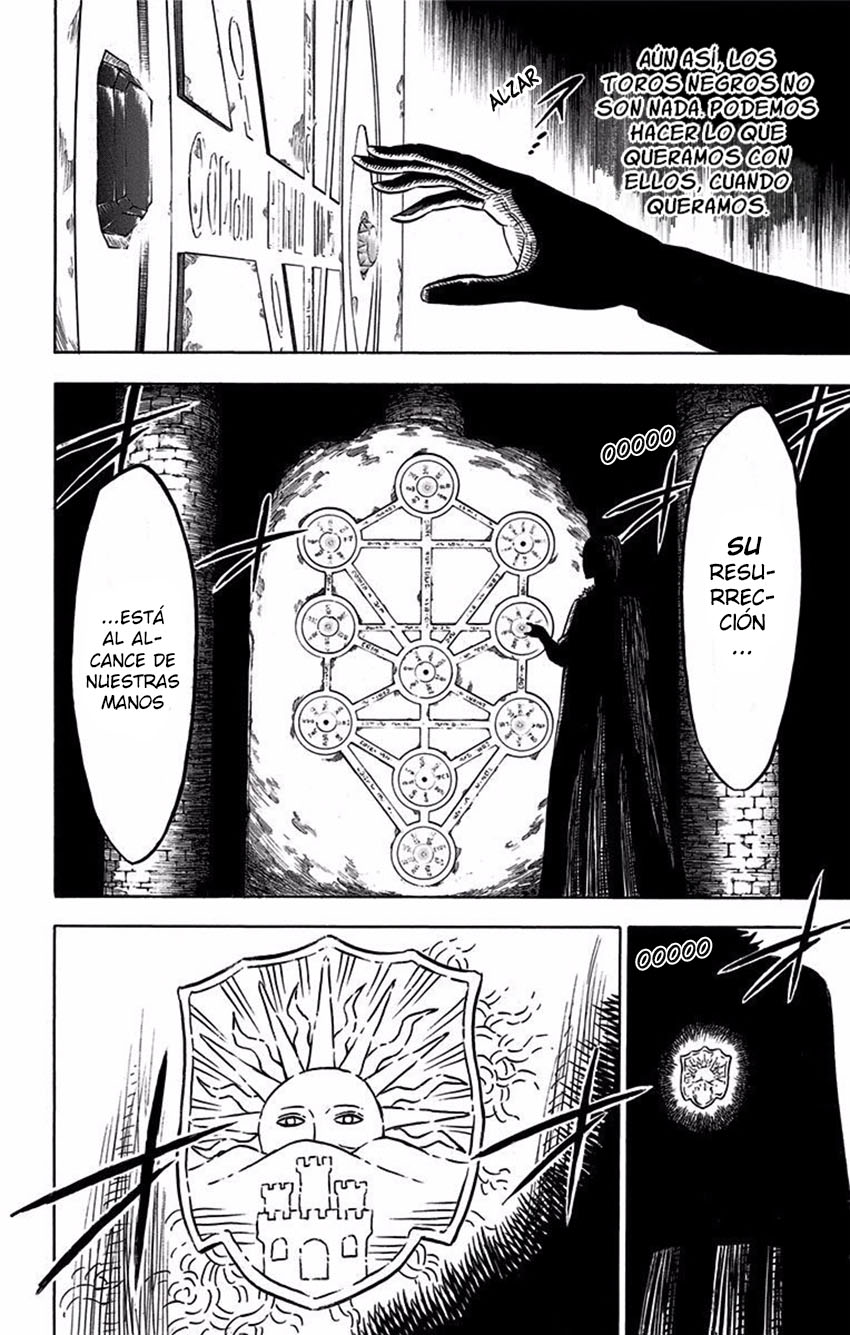 AÚN ASÍ, LOS
TOROS NEGROS NO
SON NADA. PODEMOS
HACER LO QUE
QUERAMOS CON
ELLOS, CUANDO
QUERAMOS.
ALZAR
OOOOO
SU
RESU-
RREC-
CIÓN
...
...ESTÁ
AL AL-
CANCE DE
NUESTRAS
MANOS
OOOOO